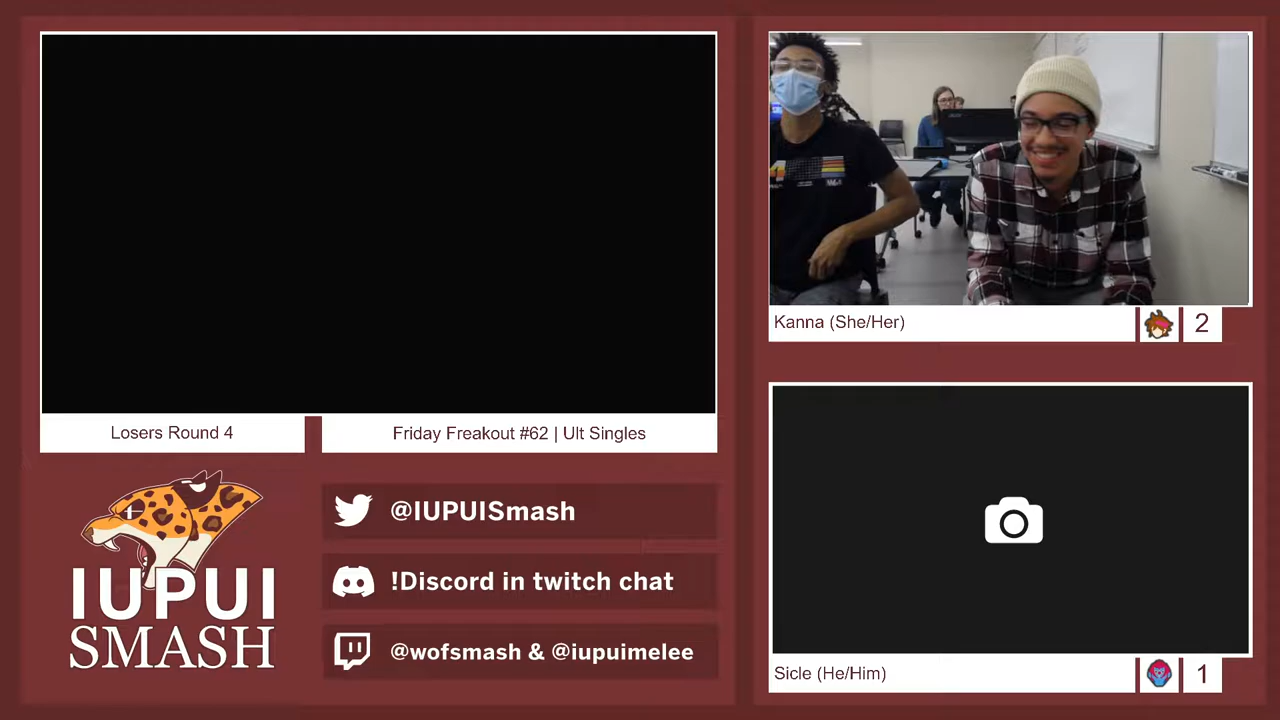 Kanna (She/Her)
2
Losers Round 4
Friday Freakout #62 | Ult Singles
@IUPUISmash
!Discord in twitch chat
@wofsmash & @iupuimelee
IUPUI
SMASH
Sicle (He/Him)
1